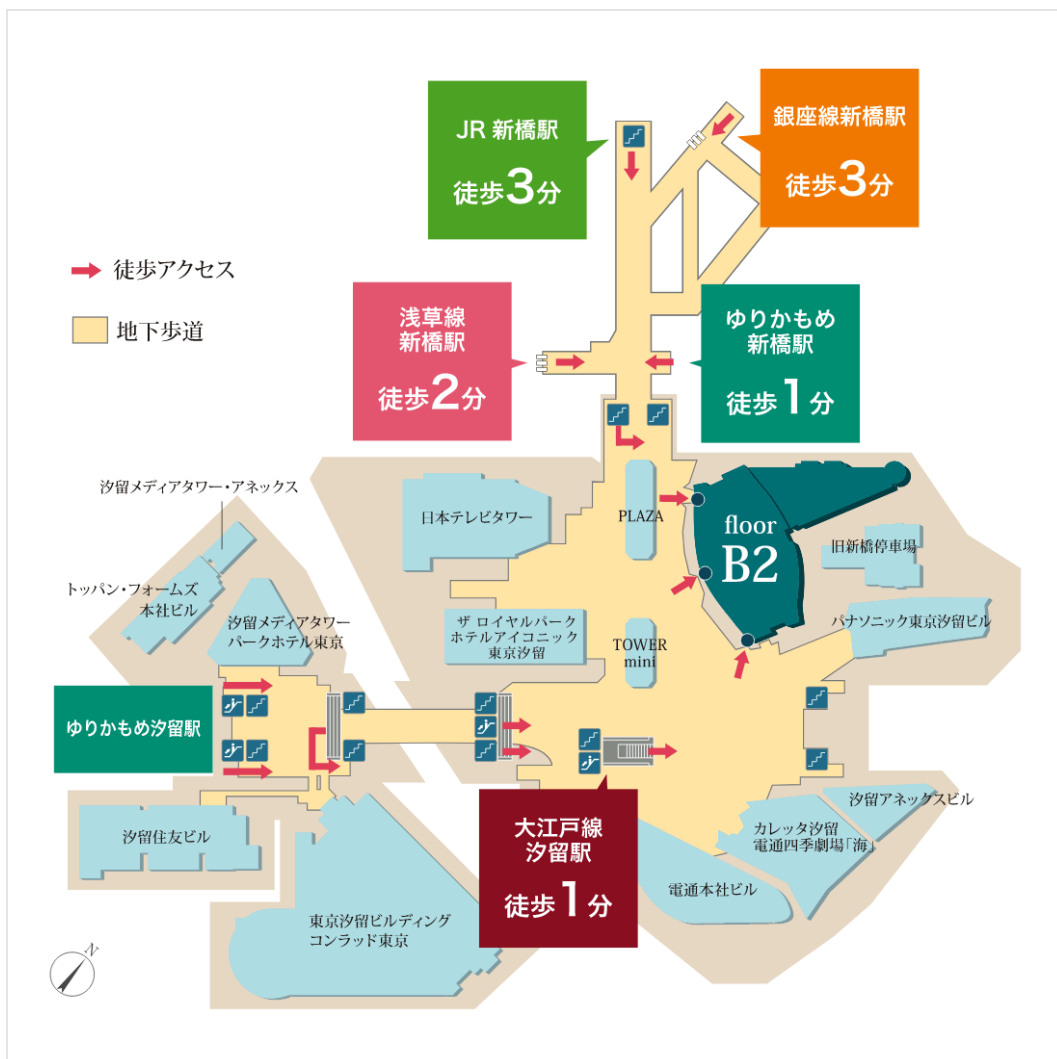 JR 新橋駅
徒歩3分
銀座線新橋駅
徒歩3分
徒歩アクセス
地下歩道
浅草線
新橋駅
徒歩2分
ゆりかもめ
新橋駅
徒歩1分
汐留メディアタワー・アネックス
日本テレビタワー
PLAZA
floor
B2
旧新橋停車場
トッパン・フォームズ
本社ビル
汐留メディアタワー
パークホテル東京
ザ ロイヤルパーク
ホテルアイコニック
東京汐留
TOWER
mini
パナソニック東京汐留ビル
ゆりかもめ汐留駅
大江戸線
汐留駅
徒歩1分
汐留アネックスビル
カレッタ汐留
電通四季劇場「海」
汐留住友ビル
電通本社ビル
東京汐留ビルディング
コンラッド東京
N